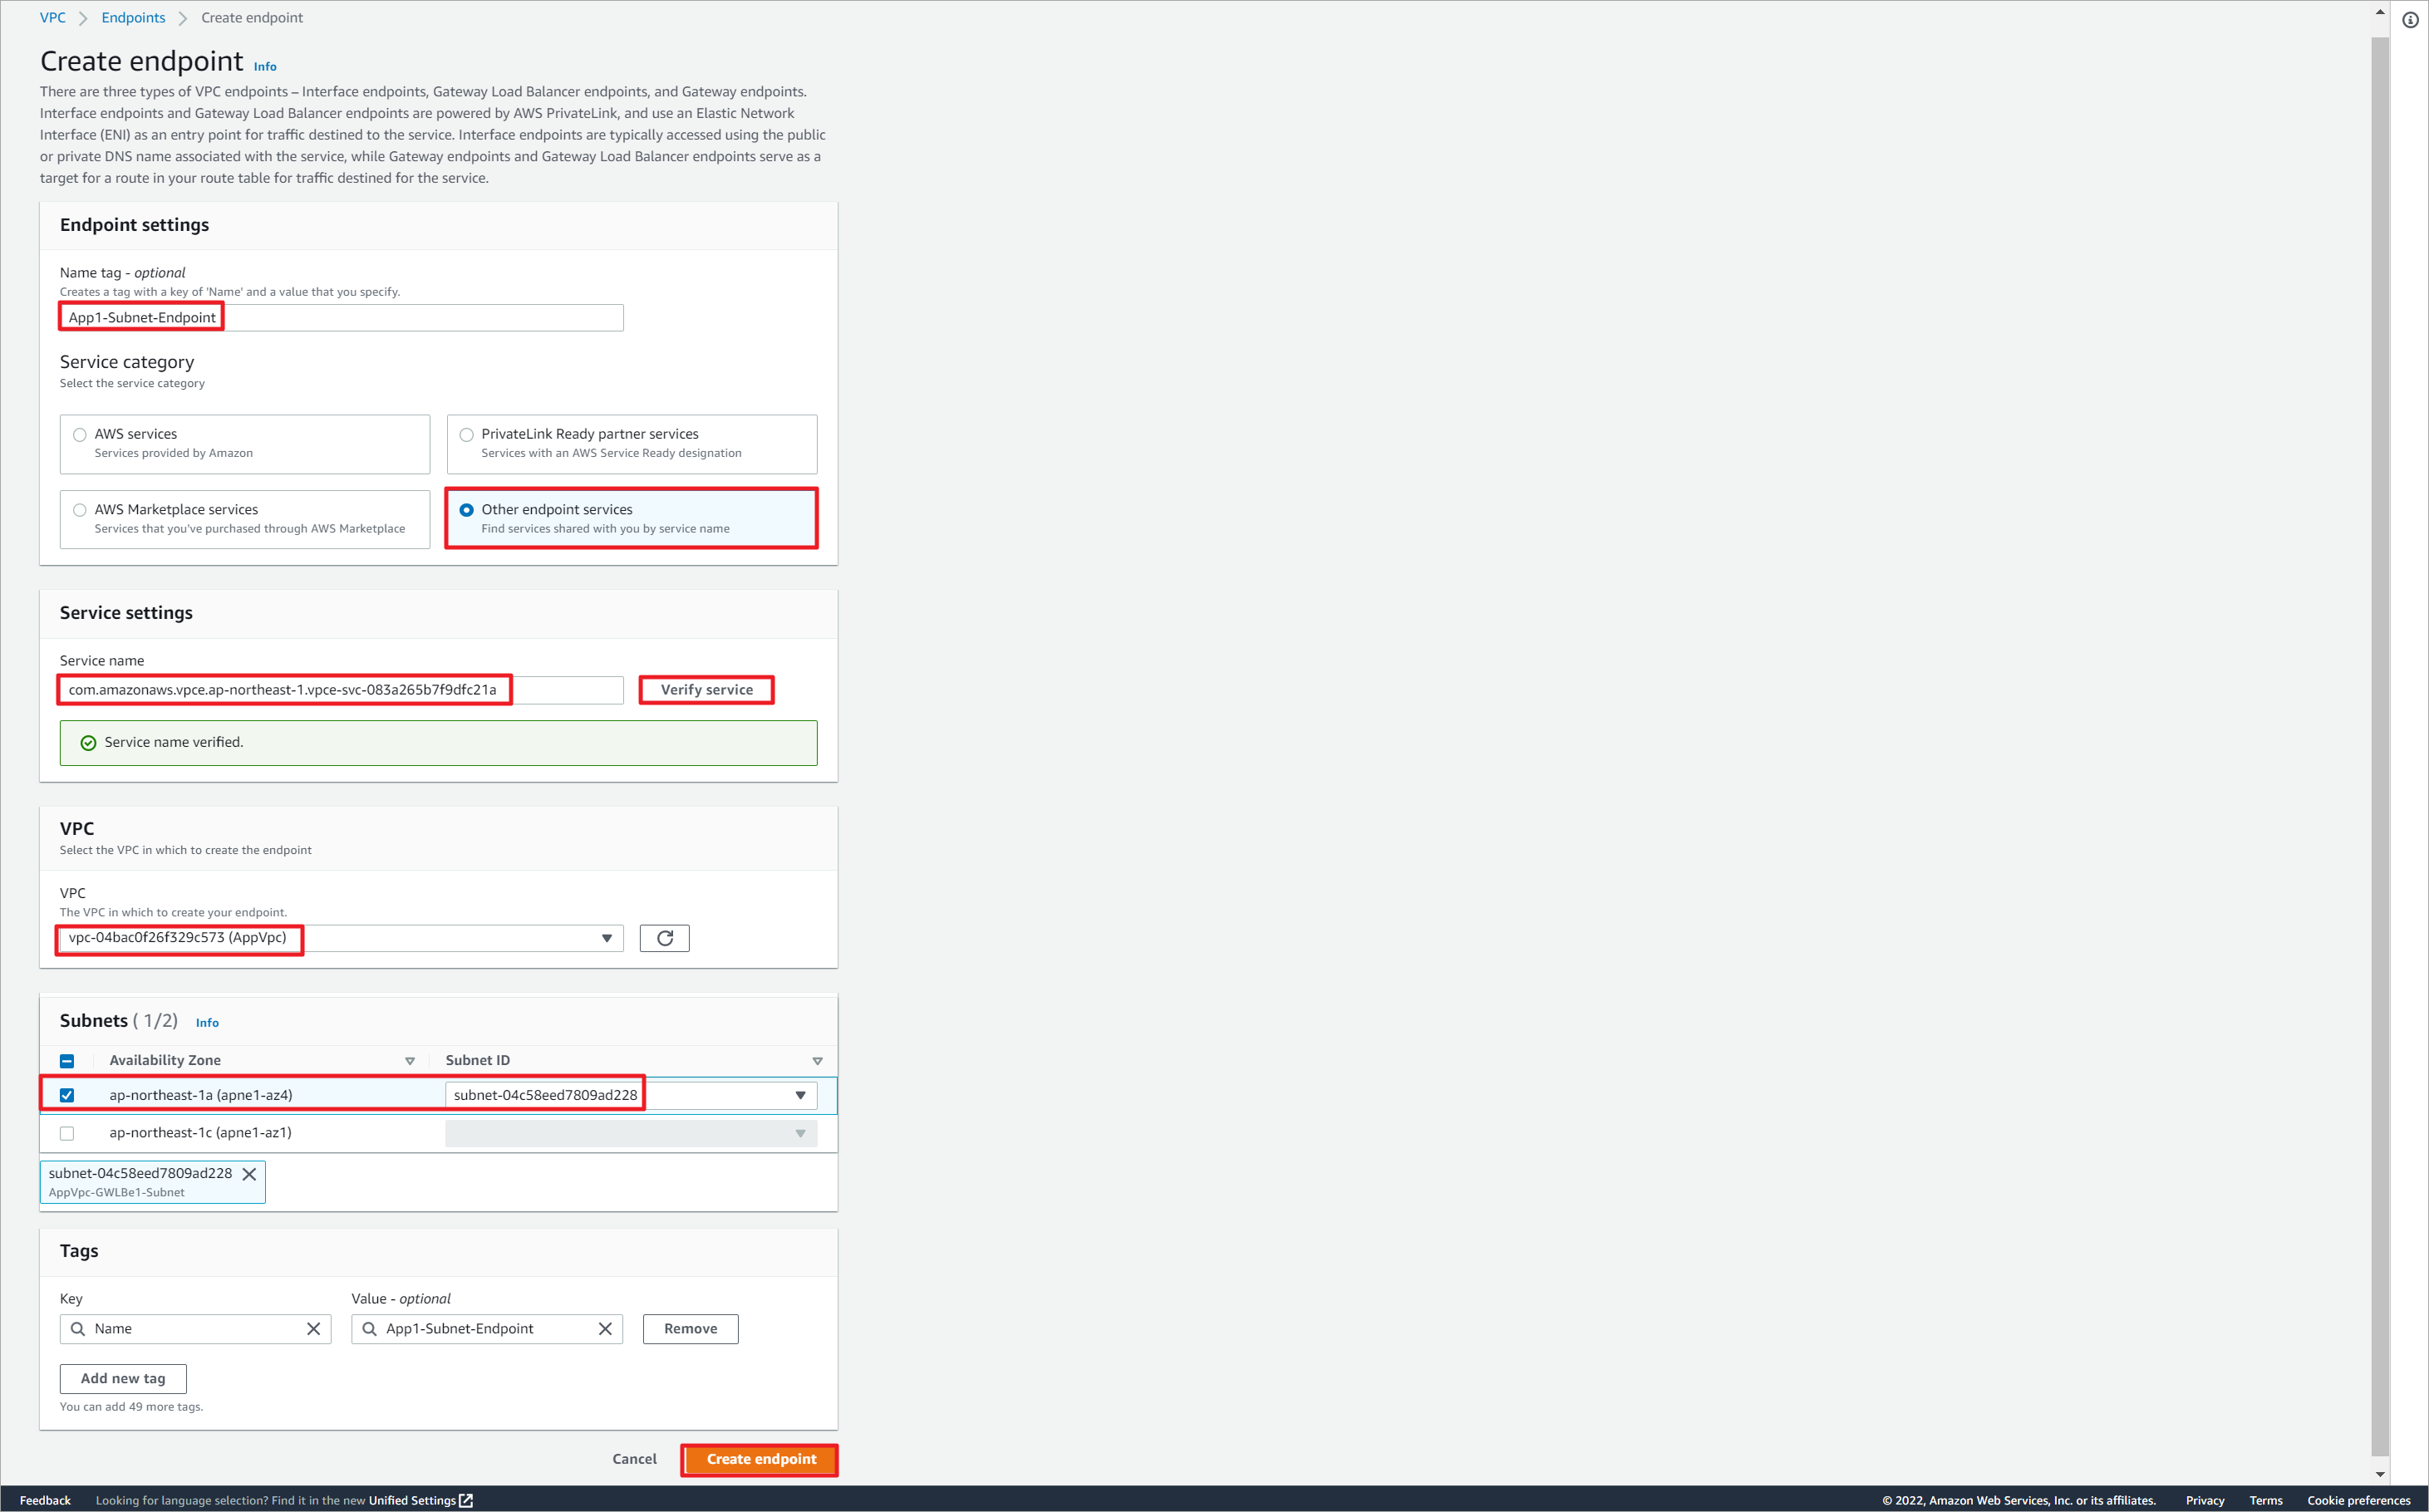 VPC > Endpoints > Create endpoint
Create endpoint Info
There are three types of VPC endpoints – Interface endpoints, Gateway Load Balancer endpoints, and Gateway endpoints.
Interface endpoints and Gateway Load Balancer endpoints are powered by AWS PrivateLink, and use an Elastic Network
Interface (ENI) as an entry point for traffic destined to the service. Interface endpoints are typically accessed using the public
or private DNS name associated with the service, while Gateway endpoints and Gateway Load Balancer endpoints serve as a
target for a route in your route table for traffic destined for the service.
Endpoint settings
Name tag - optional
Creates a tag with a key of 'Name' and a value that you specify.
App1-Subnet-Endpoint
Service category
Select the service category
AWS services
Services provided by Amazon
PrivateLink Ready partner services
Services with an AWS Service Ready designation
AWS Marketplace services
Services that you've purchased through AWS Marketplace
Other endpoint services
Find services shared with you by service name
Service settings
Service name
com.amazonaws.vpce.ap-northeast-1.vpce-svc-083a265b7f9dfc21a
Verify service
Service name verified.
VPC
Select the VPC in which to create the endpoint
VPC
The VPC in which to create your endpoint.
vpc-04bac0f26f329c573 (AppVpc)
Subnets ( 1/2) Info
Availability Zone Subnet ID
ap-northeast-1a (apne1-az4) subnet-04c58eed7809ad228
ap-northeast-1c (apne1-az1)
subnet-04c58eed7809ad228
AppVpc-GWLBe1-Subnet
Tags
Key Value - optional
Name App1-Subnet-Endpoint Remove
Add new tag
You can add 49 more tags.
Cancel Create endpoint
Feedback Looking for language selection? Find it in the new Unified Settings © 2022, Amazon Web Services, Inc. or its affiliates. Privacy Terms Cookie preferences